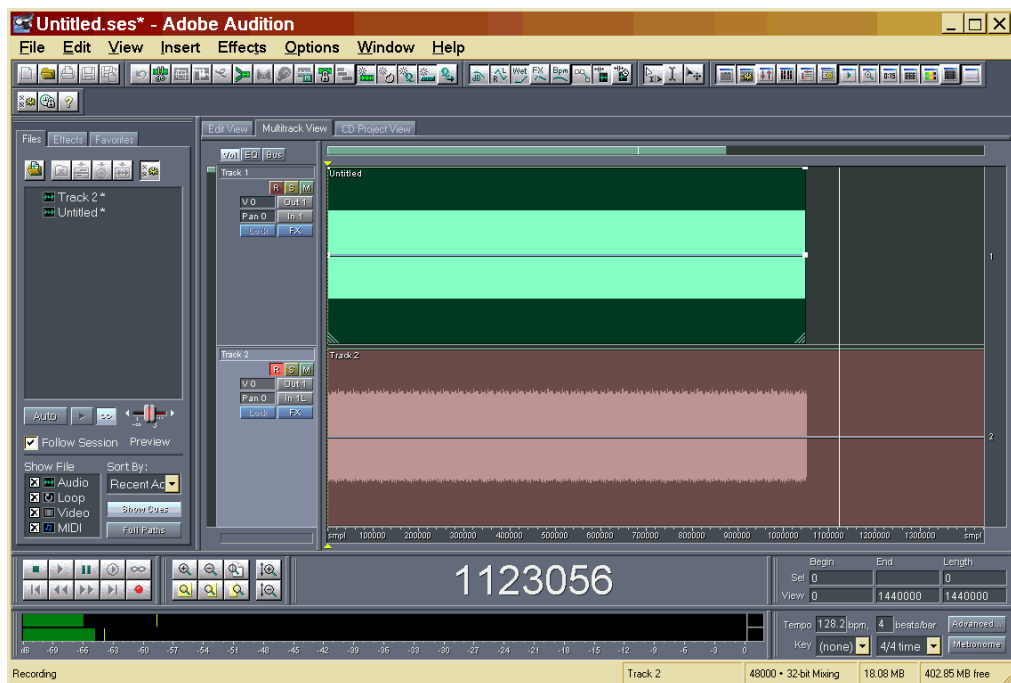 Untitled.ses* - Adobe Audition
File Edit View Insert Effects Options Window Help
Files Effects Favorites
Edit View Multitrack View CD Project View
Vol EQ Bus
Track 2 *
Untitled *
Track 1
R S M
V 0 Out 1
Pan 0 In 1
Lock FX
Untitled
1
Track 2
R S M
V 0 Out 1
Pan 0 In 1L
Lock FX
Track 2
2
Auto
Follow Session Preview
Show File Sort By:
Audio Recent Ac
Loop
Video Show Cues
MIDI Full Paths
smpl 100000 200000 300000 400000 500000 600000 700000 800000 900000 1000000 1100000 1200000 1300000 smpl
1123056
Begin End Length
Sel 0 0
View 0 1440000 1440000
dB -69 -66 -63 -60 -57 -54 -51 -48 -45 -42 -39 -36 -33 -30 -27 -24 -21 -18 -15 -12 -9 -6 -3 0
Tempo 128.2 bpm, 4 beats/bar Advanced...
Key (none) 4/4 time Metronome
Recording Track 2 48000 • 32-bit Mixing 18.08 MB 402.85 MB free